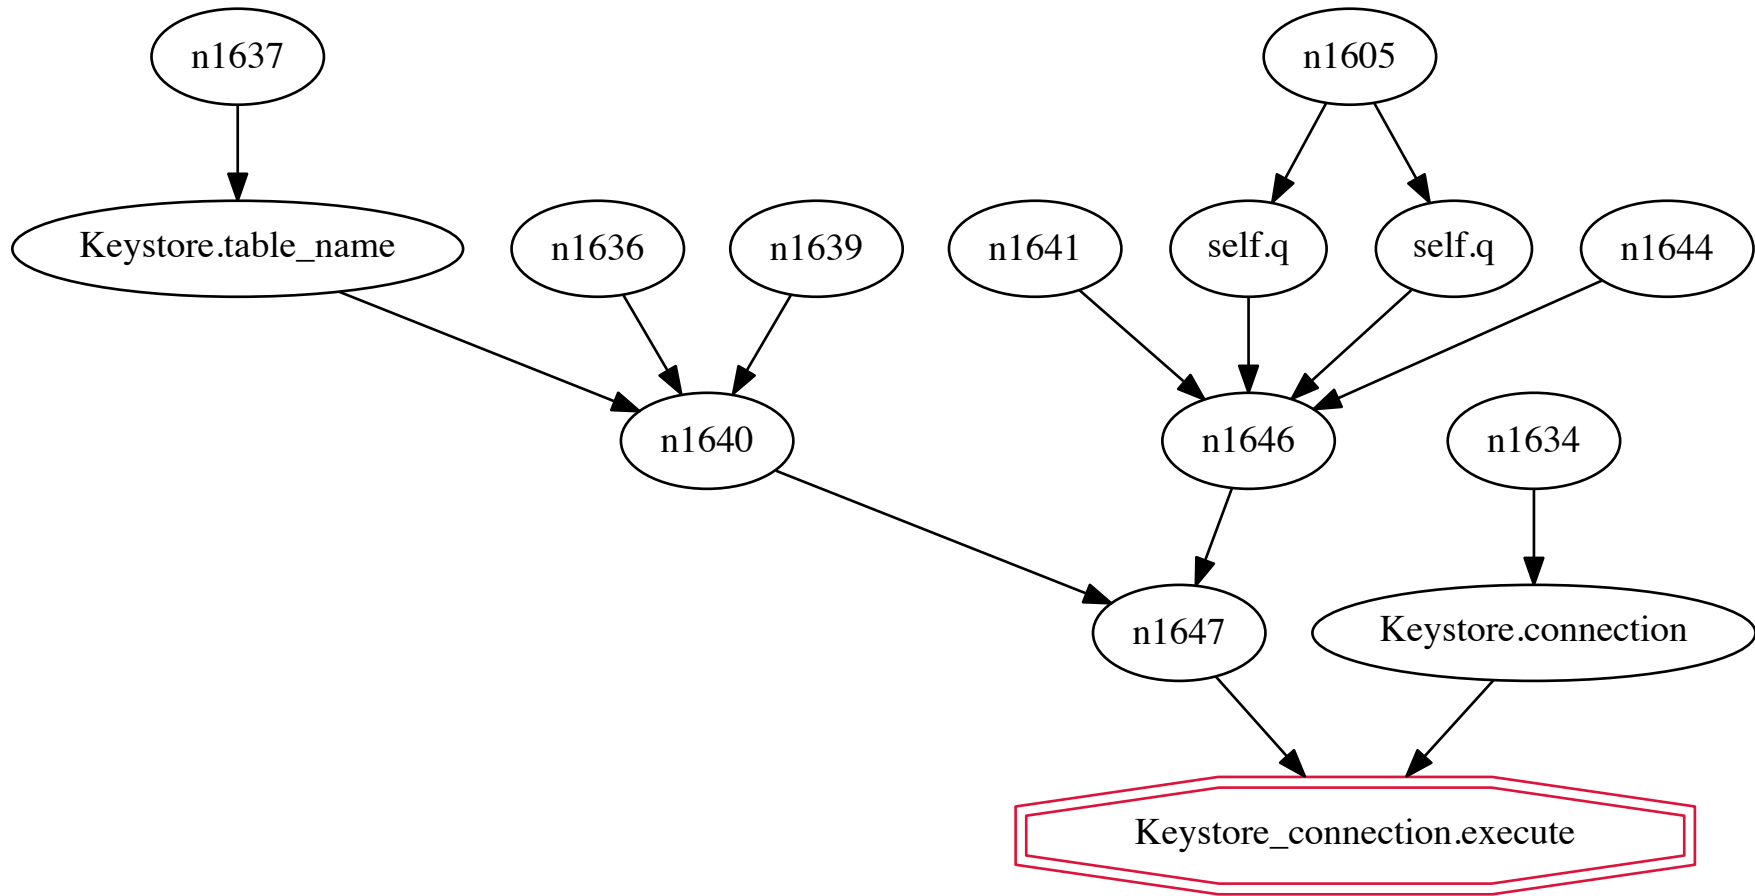 n1637
n1605
Keystore.table_name
n1636
n1639
n1641
self.q
self.q
n1644
n1640
n1646
n1634
n1647
Keystore.connection
Keystore_connection.execute